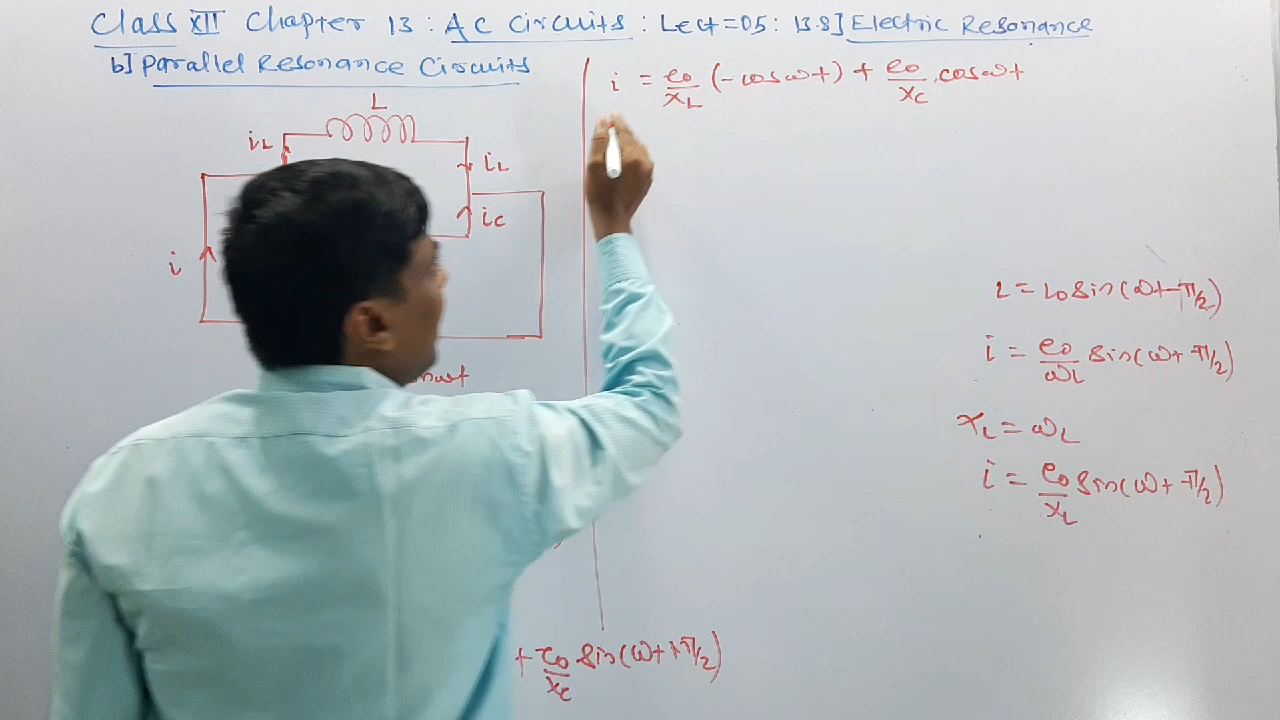 Class XII Chapter 13 : AC Circuits : Lect=05: 13.8] Electric Resonance
b] Parallel Resonance Circuits
i = e0/XL (-cosωt) + e0/XC .cosωt
L
iL
iL
iC
i
i = i0 sin(ωt-π/2)
i = e0/ωL sin(ωt-π/2)
XL = ωL
i = e0/XL sin(ωt-π/2)
+ e0/XC sin(ωt+π/2)